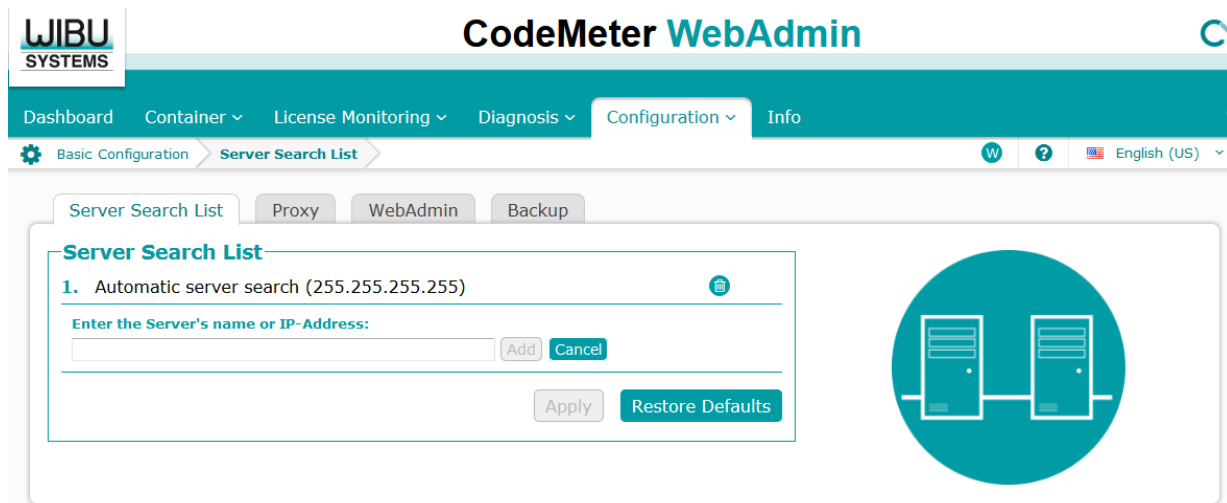 WIBU
SYSTEMS
CodeMeter WebAdmin
Dashboard Container License Monitoring Diagnosis Configuration Info
Basic Configuration Server Search List W ? English (US)
Server Search List Proxy WebAdmin Backup
Server Search List
1. Automatic server search (255.255.255.255)
Enter the Server's name or IP-Address:
Add Cancel
Apply Restore Defaults